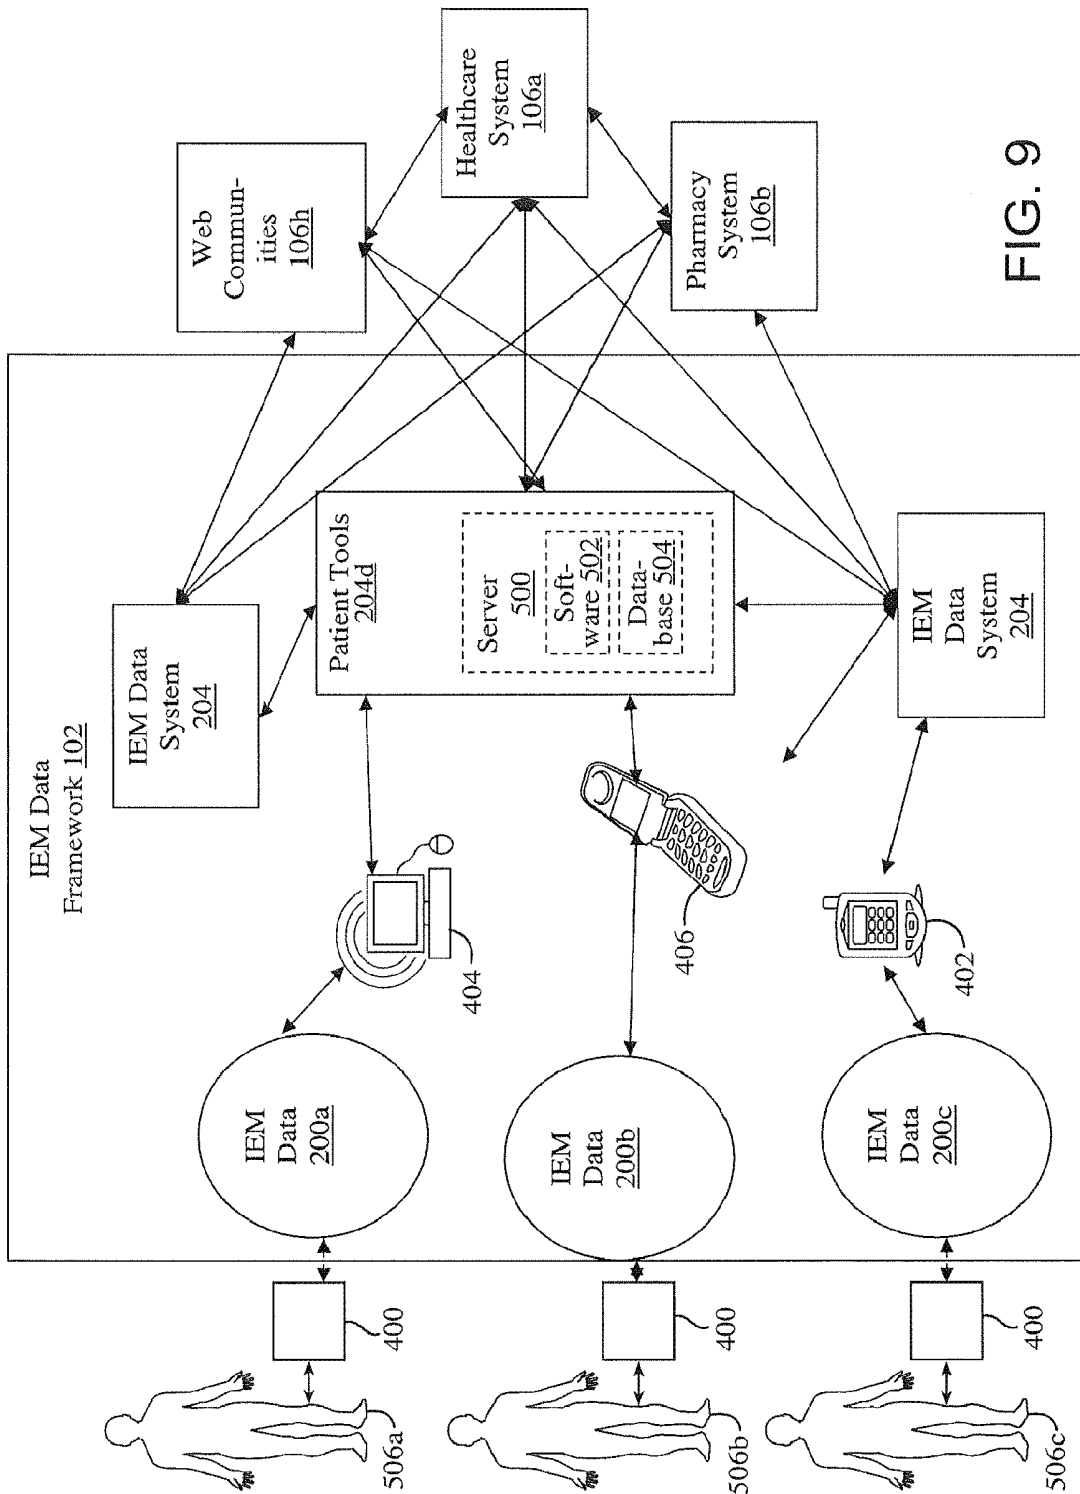 IEM Data
Framework 102
IEM Data
System
204
Web
Commun-
ities
106h
Healthcare
System
106a
Pharmacy
System
106b
Patient Tools
204d
Server
500
Soft-
ware 502
Data-
base 504
IEM
Data
System
204
IEM
Data
200a
IEM
Data
200b
IEM
Data
200c
404
406
402
400
400
400
506a
506b
506c
FIG. 9